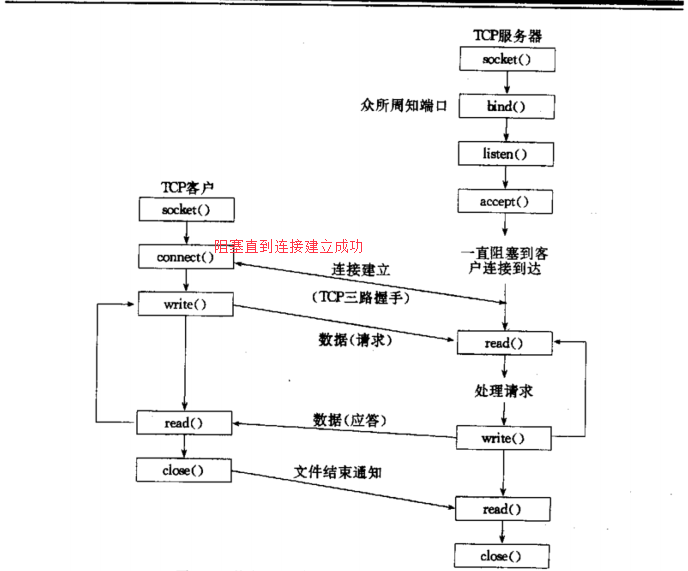 TCP服务器
socket()
众所周知端口
bind()
listen()
accept()
TCP客户
socket()
阻塞直到连接建立成功
connect()
一直阻塞到客
户连接到达
连接建立
(TCP三路握手)
write()
数据(请求)
read()
处理请求
read()
数据(应答)
write()
close()
文件结束通知
read()
close()